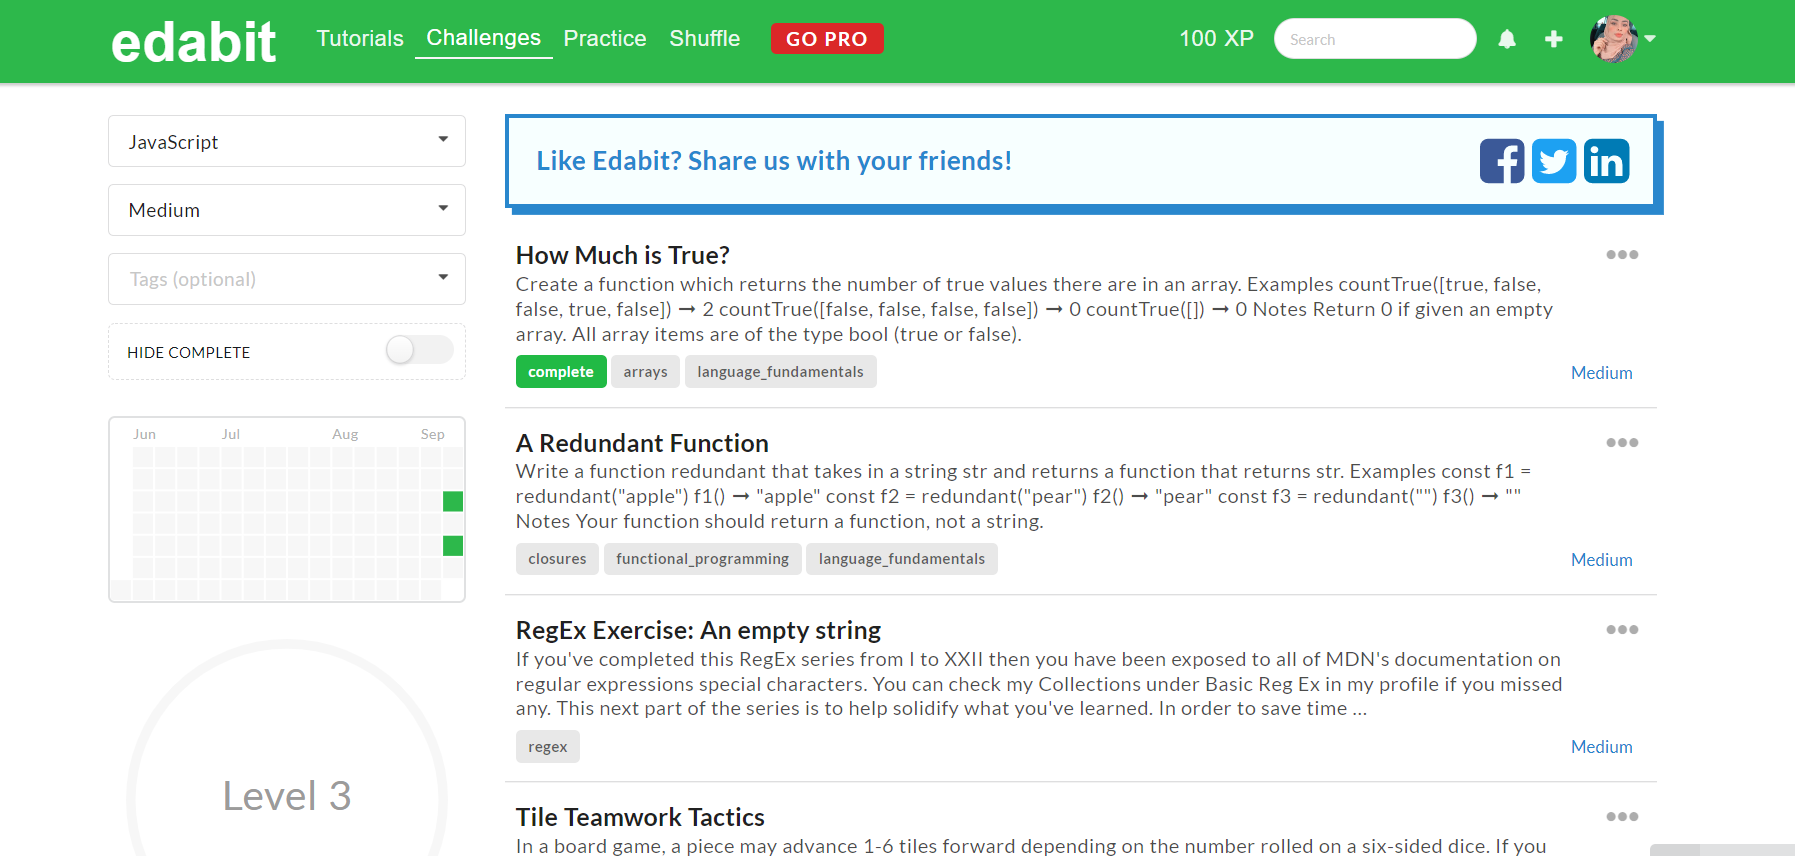 edabit
Tutorials
Challenges
Practice
Shuffle
GO PRO
100 XP
Search
JavaScript
Medium
Tags (optional)
HIDE COMPLETE
Jun Jul Aug Sep
Level 3
Like Edabit? Share us with your friends!
How Much is True?
Create a function which returns the number of true values there are in an array. Examples countTrue([true, false,
false, true, false]) ➞ 2 countTrue([false, false, false, false]) ➞ 0 countTrue([]) ➞ 0 Notes Return 0 if given an empty
array. All array items are of the type bool (true or false).
complete arrays language_fundamentals
Medium
A Redundant Function
Write a function redundant that takes in a string str and returns a function that returns str. Examples const f1 =
redundant("apple") f1() ➞ "apple" const f2 = redundant("pear") f2() ➞ "pear" const f3 = redundant("") f3() ➞ ""
Notes Your function should return a function, not a string.
closures functional_programming language_fundamentals
Medium
RegEx Exercise: An empty string
If you've completed this RegEx series from I to XXII then you have been exposed to all of MDN's documentation on
regular expressions special characters. You can check my Collections under Basic Reg Ex in my profile if you missed
any. This next part of the series is to help solidify what you've learned. In order to save time ...
regex
Medium
Tile Teamwork Tactics
In a board game, a piece may advance 1-6 tiles forward depending on the number rolled on a six-sided dice. If you